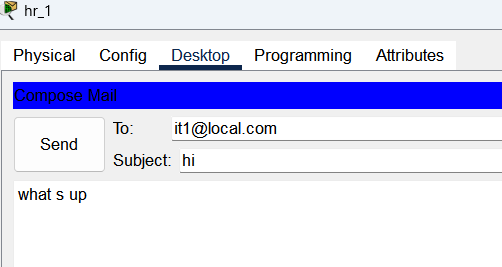 hr_1
Physical Config Desktop Programming Attributes
Compose Mail
Send
To: it1@local.com
Subject: hi
what s up